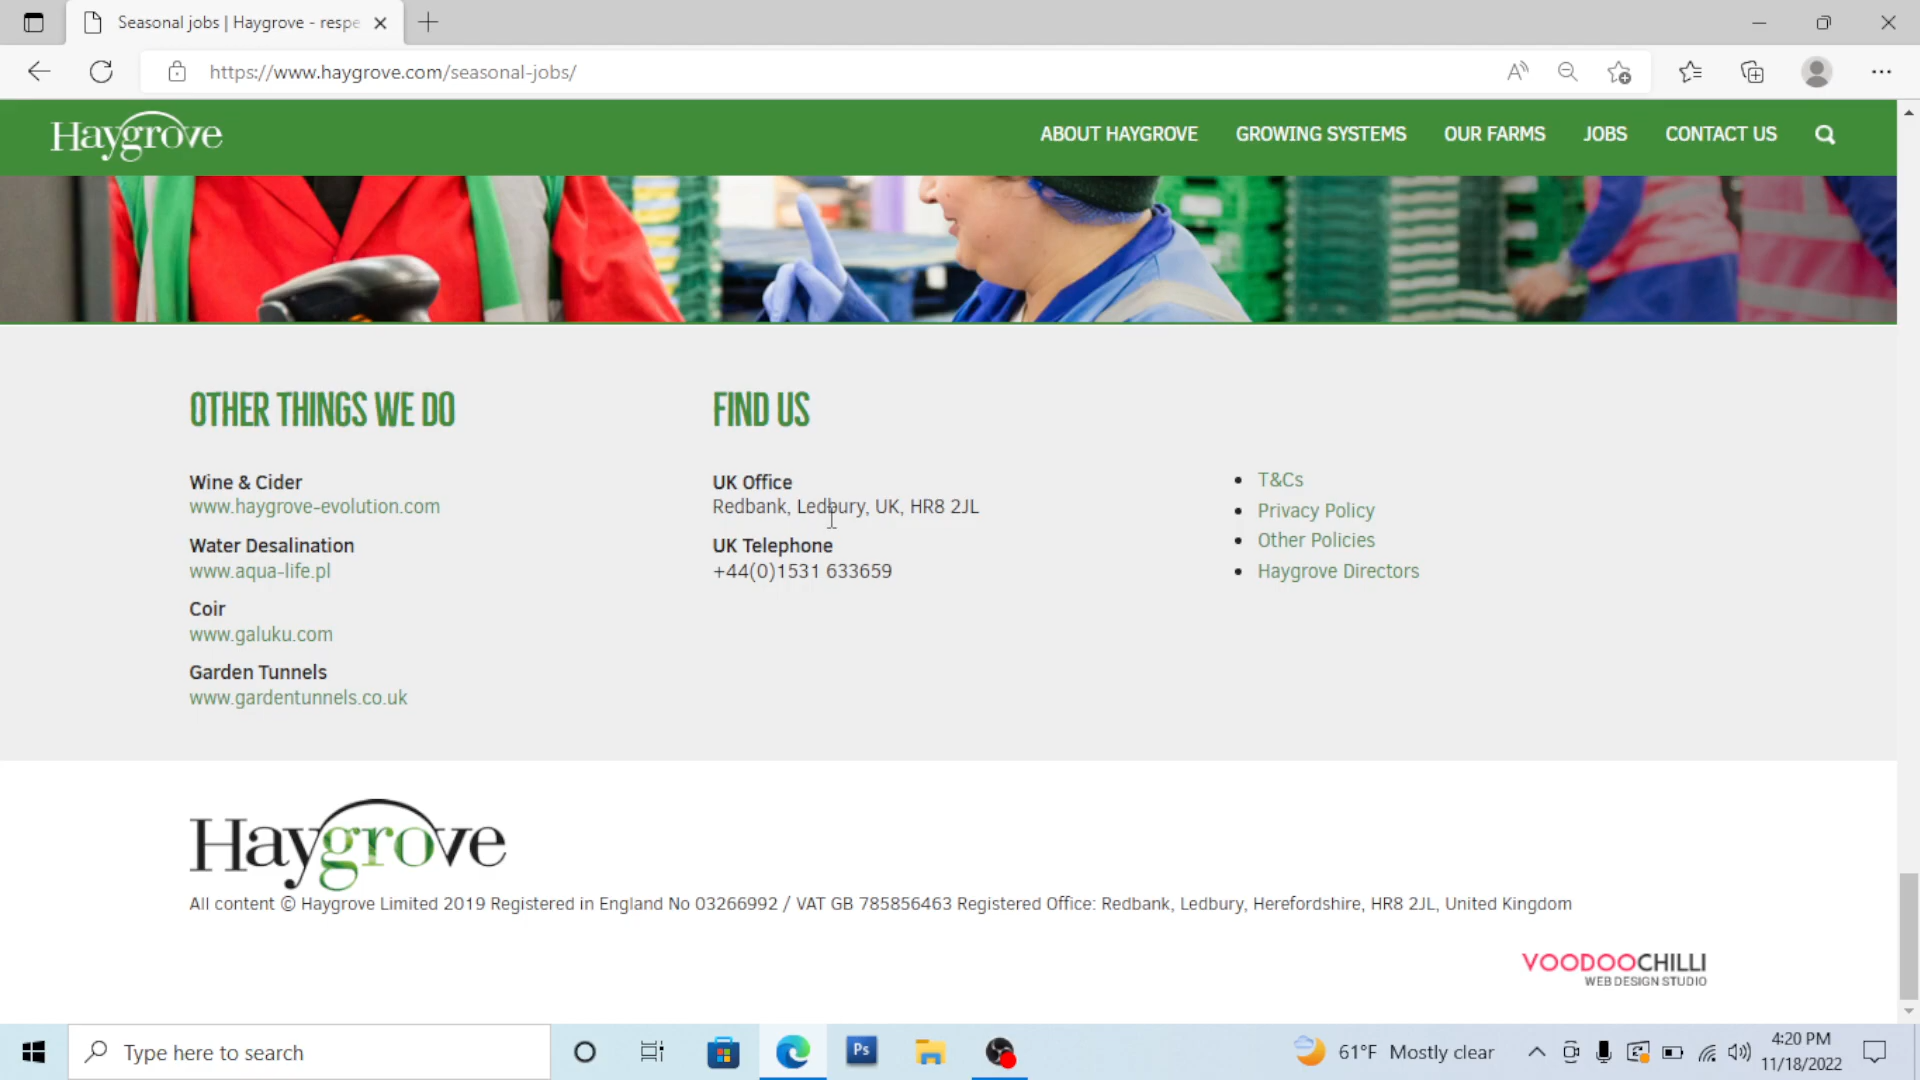 Seasonal jobs | Haygrove - respe
https://www.haygrove.com/seasonal-jobs/
Haygrove
ABOUT HAYGROVE
GROWING SYSTEMS
OUR FARMS
JOBS
CONTACT US
OTHER THINGS WE DO
Wine & Cider
www.haygrove-evolution.com
Water Desalination
www.aqua-life.pl
Coir
www.galuku.com
Garden Tunnels
www.gardentunnels.co.uk
FIND US
UK Office
Redbank, Ledbury, UK, HR8 2JL
UK Telephone
+44(0)1531 633659
T&Cs
Privacy Policy
Other Policies
Haygrove Directors
Haygrove
All content © Haygrove Limited 2019 Registered in England No 03266992 / VAT GB 785856463 Registered Office: Redbank, Ledbury, Herefordshire, HR8 2JL, United Kingdom
VOODOOCHILLI
WEB DESIGN STUDIO
Type here to search
Ps
61°F Mostly clear
4:20 PM
11/18/2022